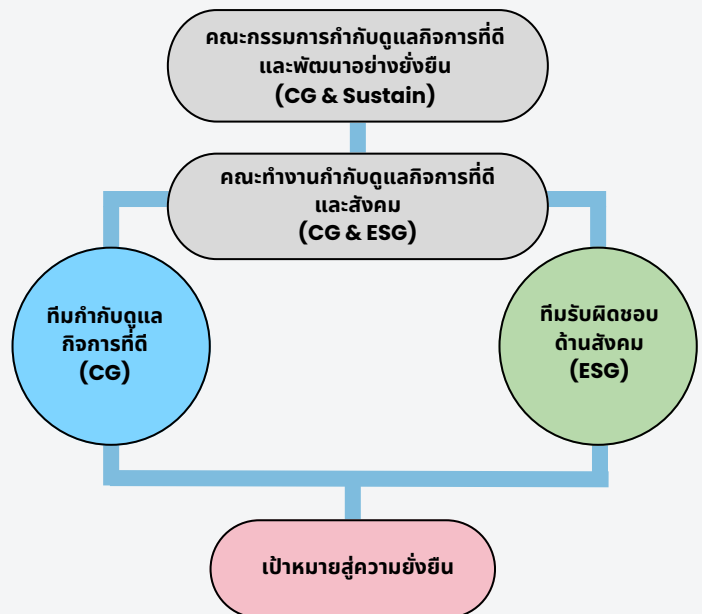 คณะกรรมการกำกับดูแลกิจการที่ดี
และพัฒนาอย่างยั่งยืน
(CG & Sustain)
คณะทำงานกำกับดูแลกิจการที่ดี
และสังคม
(CG & ESG)
ทีมกำกับดูแล
กิจการที่ดี
(CG)
ทีมรับผิดชอบ
ด้านสังคม
(ESG)
เป้าหมายสู่ความยั่งยืน